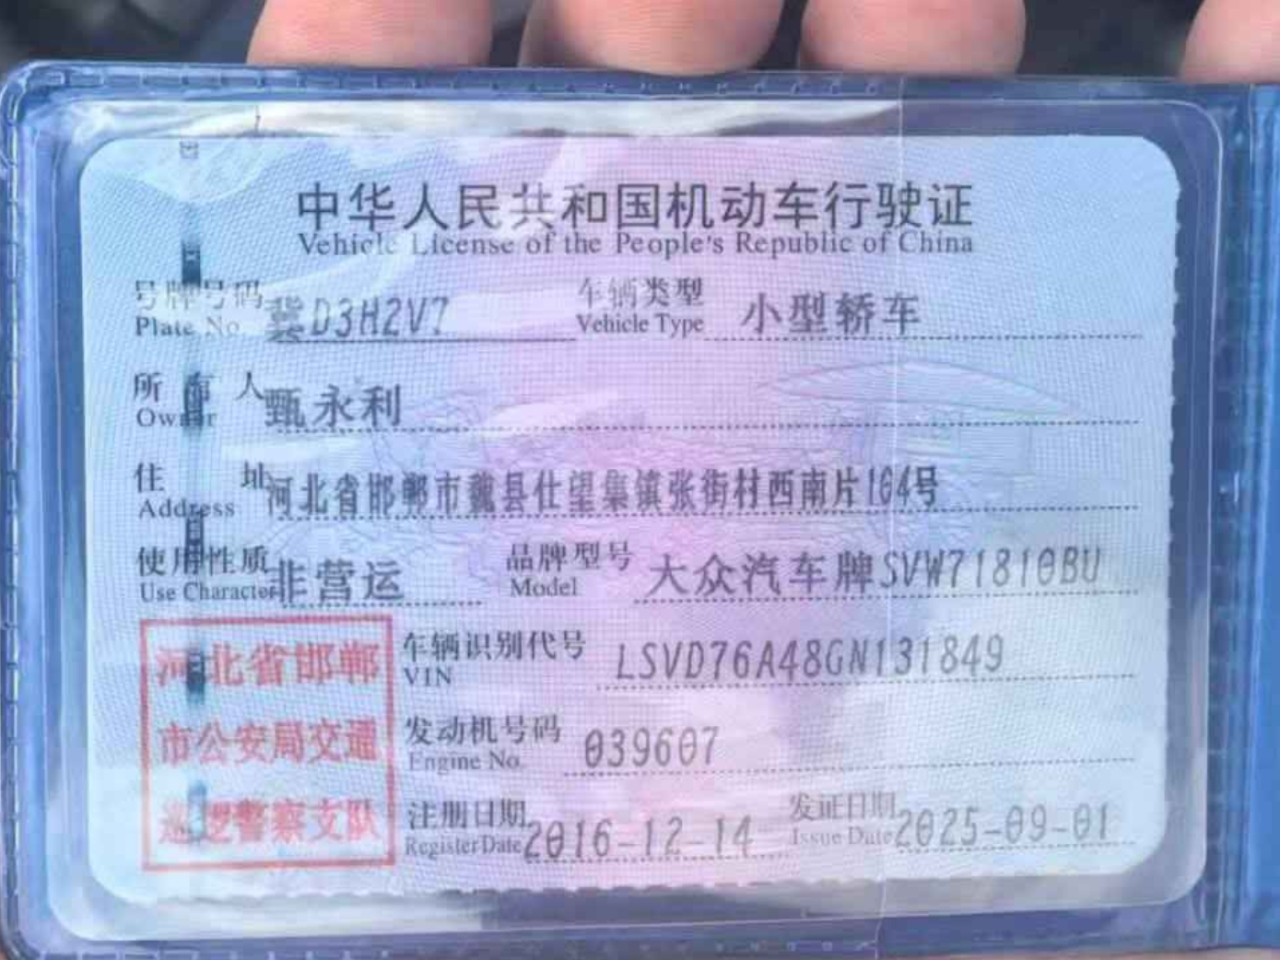 中华人民共和国机动车行驶证
Vehicle License of the People's Republic of China
号牌号码 冀D3H2V7 车辆类型 小型轿车
Plate No. Vehicle Type
所有人 甄永利
Owner
住址 河北省邯郸市魏县仕望集镇张街村西南片164号
Address
使用性质 非营运 品牌型号 大众汽车牌SVW71810BU
Use Character Model
车辆识别代号 LSVD76A48GN131849
VIN
发动机号码 039607
Engine No.
注册日期 2016-12-14 发证日期 2025-09-01
Register Date Issue Date
河北省邯郸
市公安局交通
巡逻警察支队